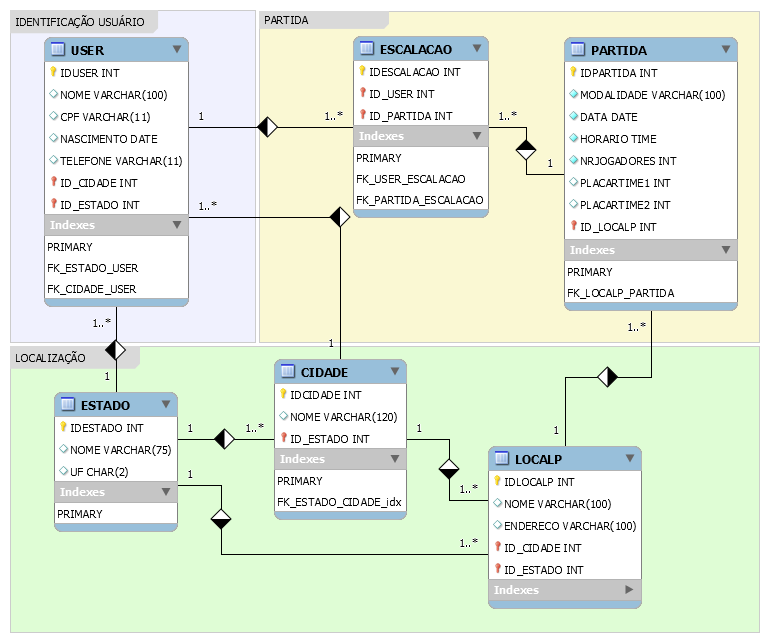 IDENTIFICAÇÃO USUÁRIO
USER
IDUSER INT
NOME VARCHAR(100)
CPF VARCHAR(11)
NASCIMENTO DATE
TELEFONE VARCHAR(11)
ID_CIDADE INT
ID_ESTADO INT
Indexes
PRIMARY
FK_ESTADO_USER
FK_CIDADE_USER
PARTIDA
ESCALACAO
IDESCALACAO INT
ID_USER INT
ID_PARTIDA INT
Indexes
PRIMARY
FK_USER_ESCALACAO
FK_PARTIDA_ESCALACAO
PARTIDA
IDPARTIDA INT
MODALIDADE VARCHAR(100)
DATA DATE
HORARIO TIME
NRJOGADORES INT
PLACARTIME1 INT
PLACARTIME2 INT
ID_LOCALP INT
Indexes
PRIMARY
FK_LOCALP_PARTIDA
1
1..*
1..*
1
1..*
1
1..*
1
1..*
1
LOCALIZAÇÃO
ESTADO
IDESTADO INT
NOME VARCHAR(75)
UF CHAR(2)
Indexes
PRIMARY
1
1..*
1
1..*
CIDADE
IDCIDADE INT
NOME VARCHAR(120)
ID_ESTADO INT
Indexes
PRIMARY
FK_ESTADO_CIDADE_idx
1
1..*
LOCALP
IDLOCALP INT
NOME VARCHAR(100)
ENDERECO VARCHAR(100)
ID_CIDADE INT
ID_ESTADO INT
Indexes